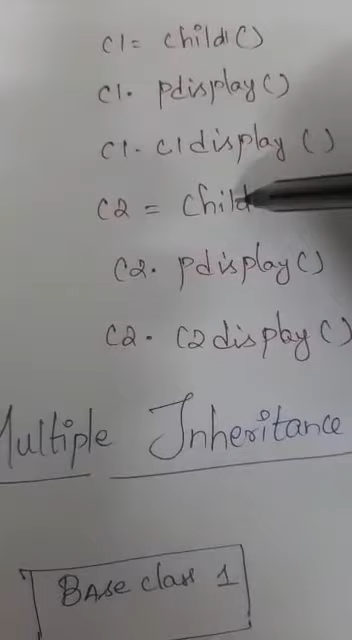 c1 = child1()
c1. pdisplay()
c1. c1display()
c2 = child
c2. pdisplay()
c2. c2display()
Multiple Inheritance
Base class 1